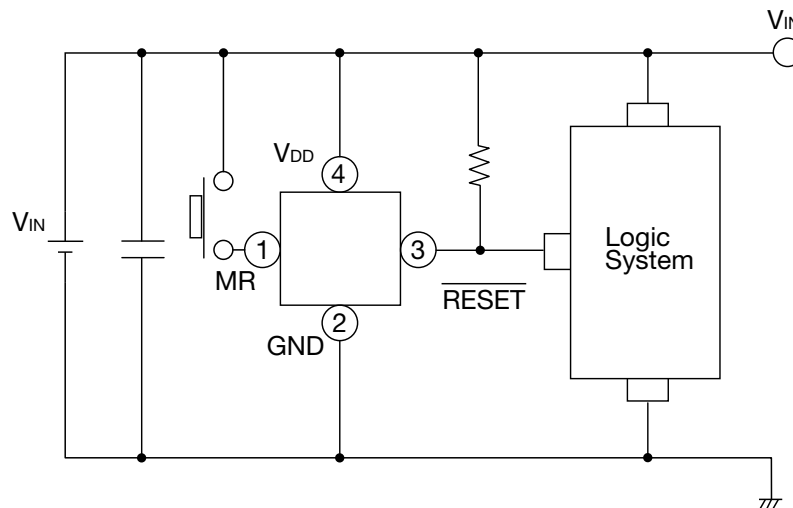 VIN
VDD
4
VIN
1
3
Logic
System
MR
RESET
2
GND